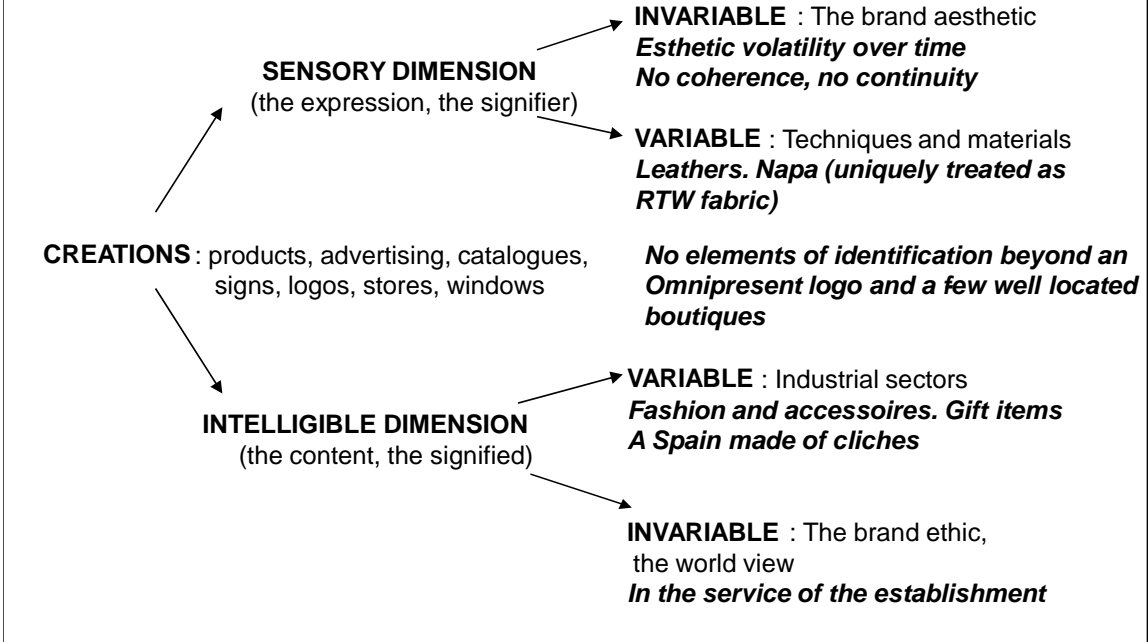 INVARIABLE : The brand aesthetic
Esthetic volatility over time
No coherence, no continuity
SENSORY DIMENSION
(the expression, the signifier)
VARIABLE : Techniques and materials
Leathers. Napa (uniquely treated as
RTW fabric)
CREATIONS : products, advertising, catalogues,
signs, logos, stores, windows
No elements of identification beyond an
Omnipresent logo and a few well located
boutiques
VARIABLE : Industrial sectors
Fashion and accessoires. Gift items
A Spain made of cliches
INTELLIGIBLE DIMENSION
(the content, the signified)
INVARIABLE : The brand ethic,
the world view
In the service of the establishment